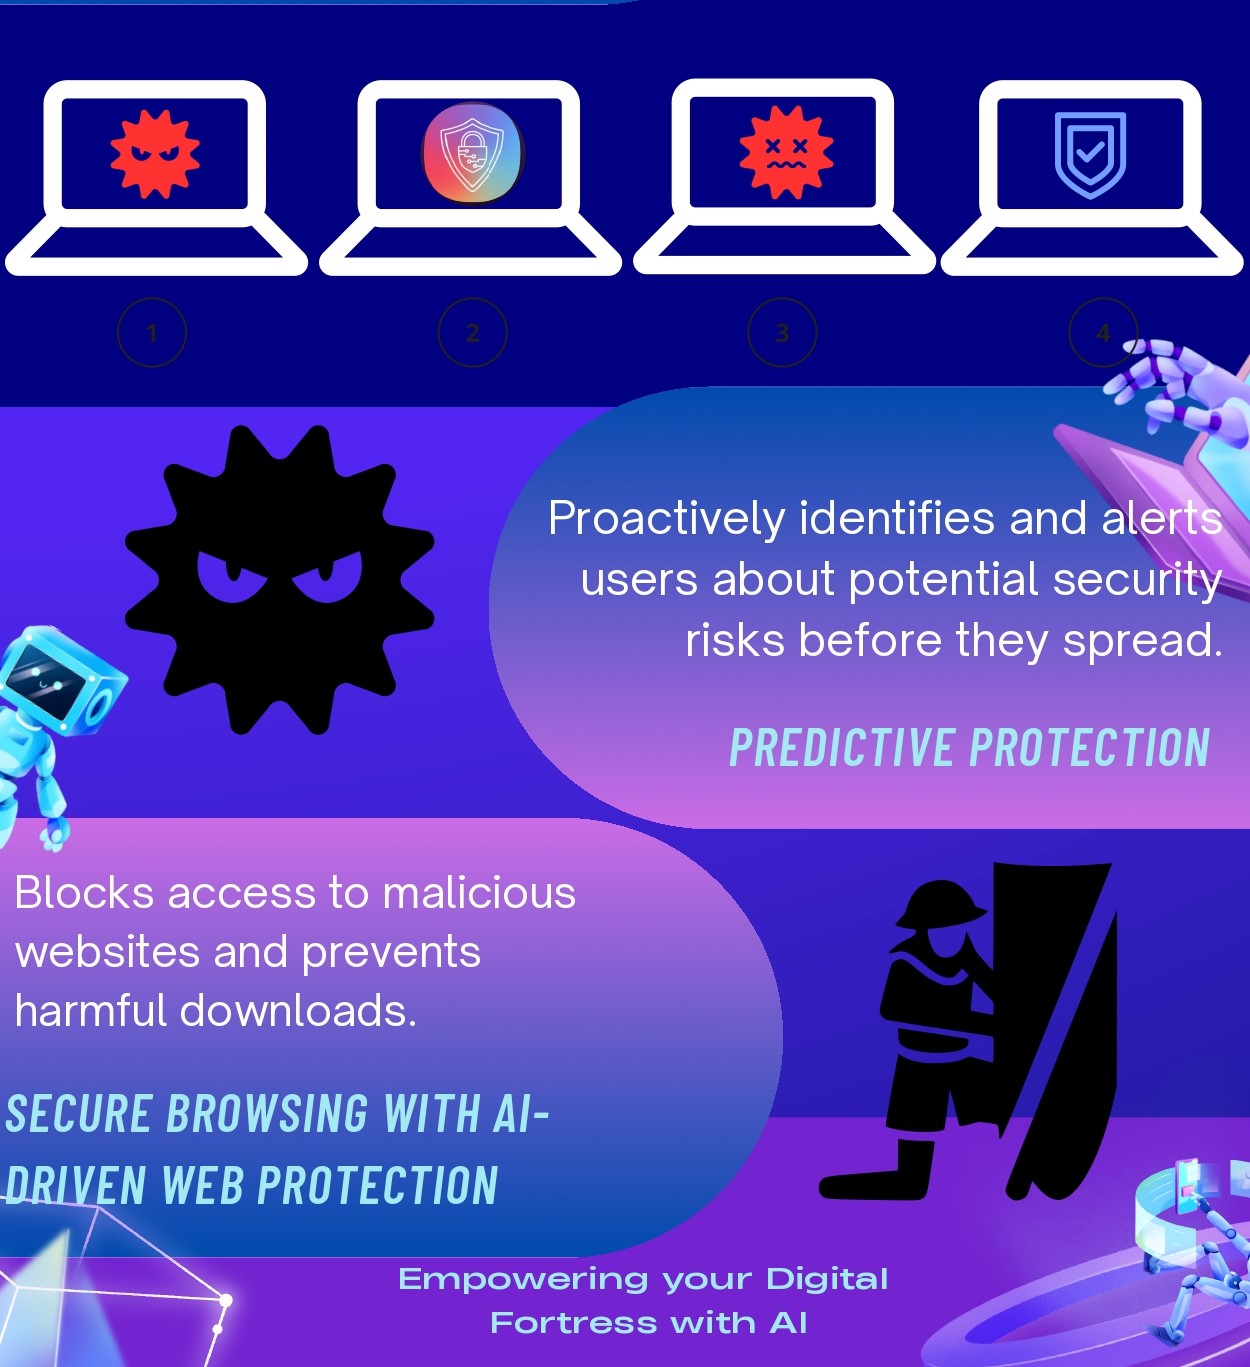 1
2
3
4
Proactively identifies and alerts
users about potential security
risks before they spread.
PREDICTIVE PROTECTION
Blocks access to malicious
websites and prevents
harmful downloads.
SECURE BROWSING WITH AI-
DRIVEN WEB PROTECTION
Empowering your Digital
Fortress with AI